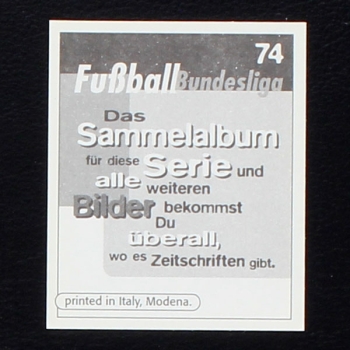 74
Fußball Bundesliga
Das
Sammelalbum
für diese Serie und
alle weiteren
Bilder bekommst
Du
überall,
wo es Zeitschriften gibt.
printed in Italy, Modena.